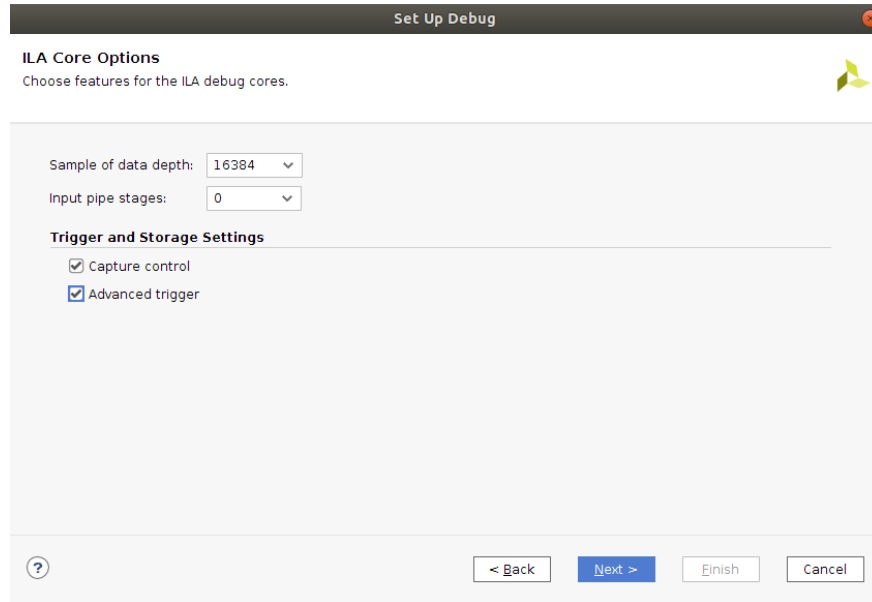 Set Up Debug
ILA Core Options
Choose features for the ILA debug cores.
Sample of data depth: 16384
Input pipe stages: 0
Trigger and Storage Settings
Capture control
Advanced trigger
? < Back Next > Finish Cancel